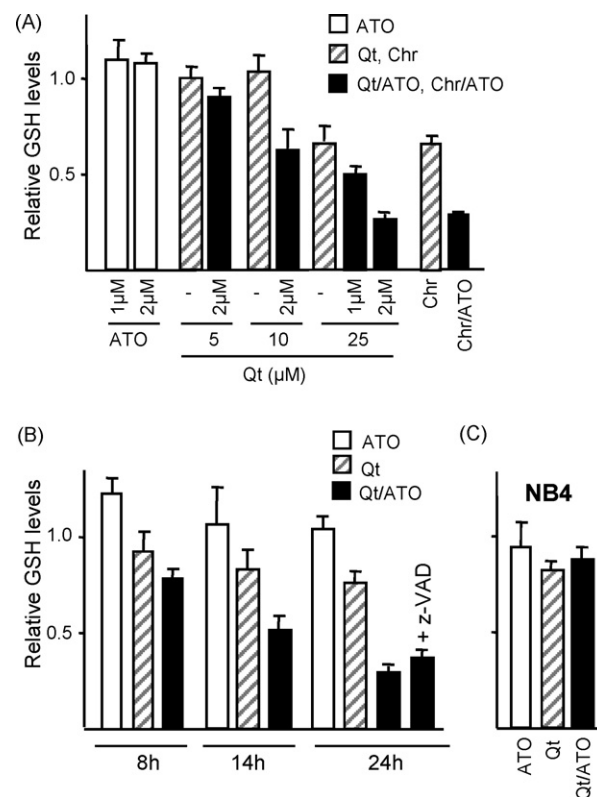 (A)
ATO
Qt, Chr
Qt/ATO, Chr/ATO
Relative GSH levels
1.0
0.5
1μM
2μM
-
2μM
-
2μM
-
1μM
2μM
Chr
Chr/ATO
ATO
5
10
25
Qt (μM)
(B)
ATO
Qt
Qt/ATO
Relative GSH levels
1.0
0.5
+ z-VAD
8h
14h
24h
(C)
NB4
ATO
Qt
Qt/ATO